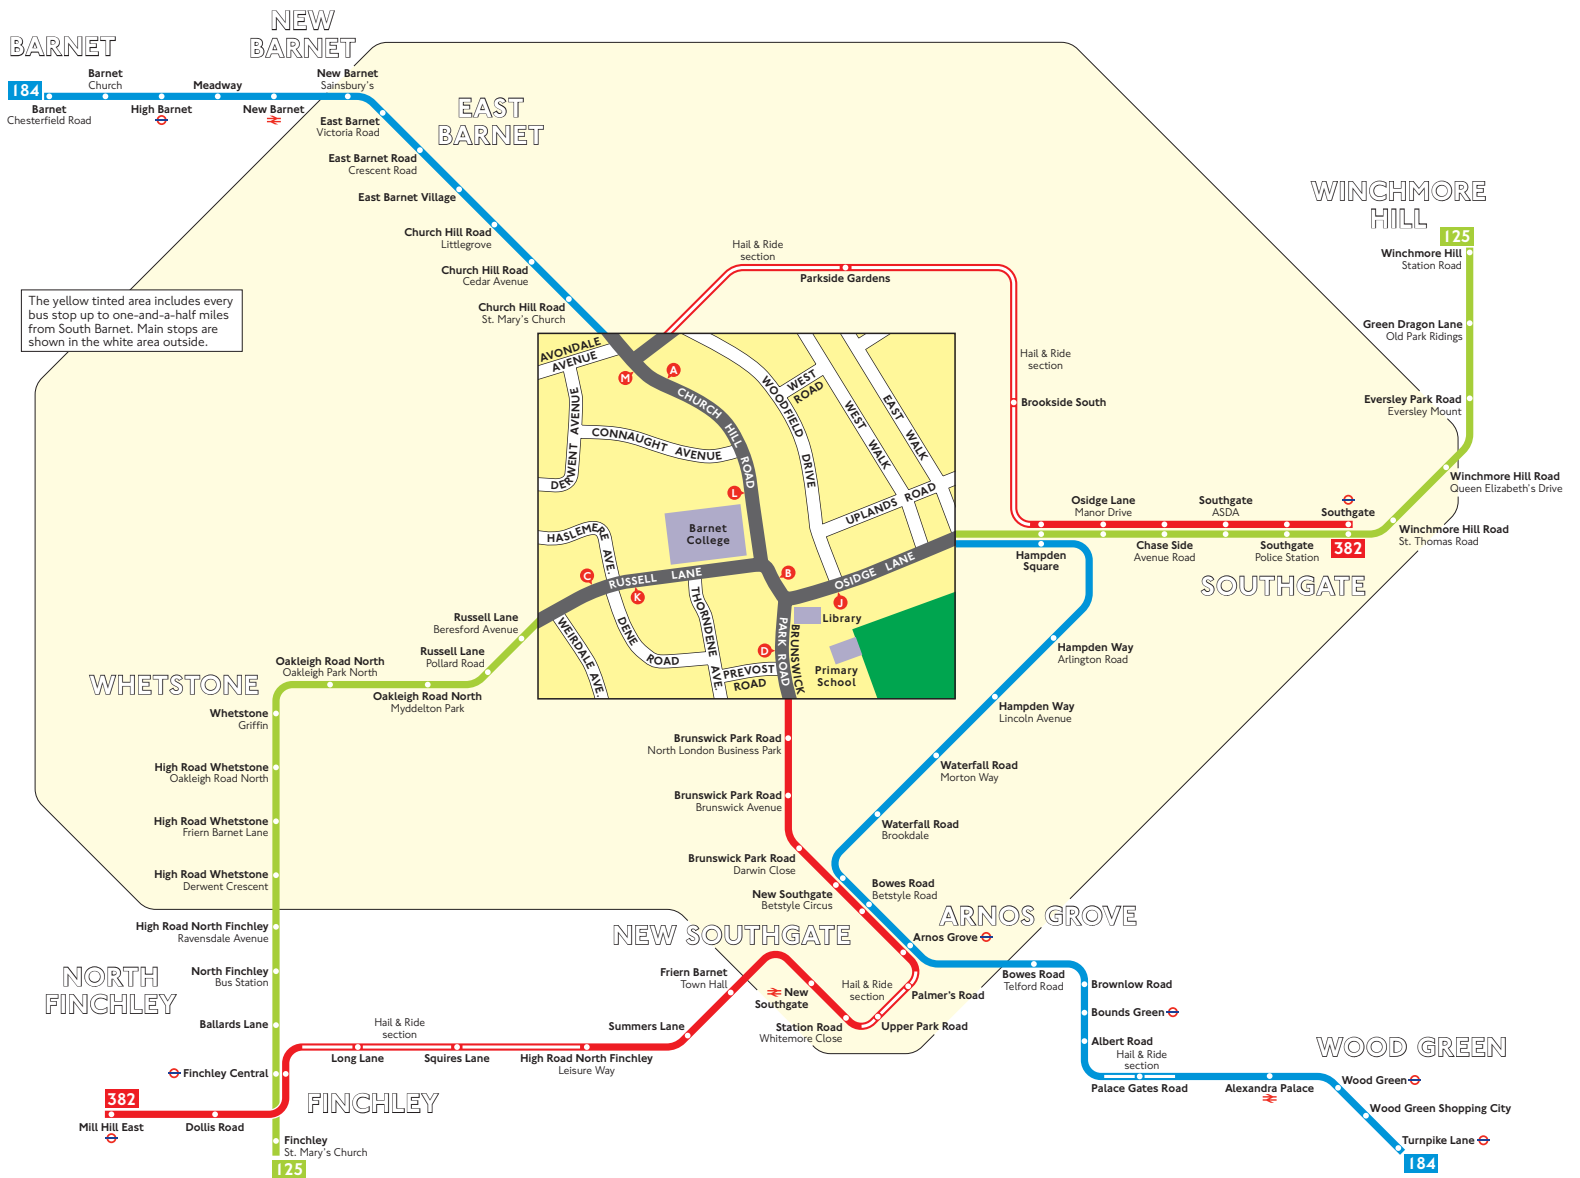 BARNET
NEW
BARNET
184
Barnet
Church
Meadway
New Barnet
Sainsbury's
Barnet
Chesterfield Road
High Barnet
New Barnet
EAST
BARNET
East Barnet
Victoria Road
East Barnet Road
Crescent Road
East Barnet Village
Church Hill Road
Littlegrove
Church Hill Road
Cedar Avenue
Church Hill Road
St. Mary's Church
The yellow tinted area includes every
bus stop up to one-and-a-half miles
from South Barnet. Main stops are
shown in the white area outside.
Hail & Ride
section
Parkside Gardens
Hail & Ride
section
Brookside South
WINCHMORE
HILL
125
Winchmore Hill
Station Road
Green Dragon Lane
Old Park Ridings
Eversley Park Road
Eversley Mount
Winchmore Hill Road
Queen Elizabeth's Drive
Winchmore Hill Road
St. Thomas Road
Osidge Lane
Manor Drive
Southgate
ASDA
Southgate
Hampden
Square
Chase Side
Avenue Road
Southgate
Police Station
382
SOUTHGATE
AVONDALE
AVENUE
M
A
CHURCH HILL ROAD
WOODFIELD DRIVE
WEST
ROAD
WEST WALK
EAST WALK
DERWENT AVENUE
CONNAUGHT AVENUE
L
UPLANDS ROAD
Barnet
College
HASLEMERE AVE.
C
RUSSELL LANE
K
B
OSIDGE LANE
J
Library
THORNDENE AVE.
WEIRDALE AVE.
DENE ROAD
D
PREVOST
ROAD
BRUNSWICK
PARK ROAD
Primary
School
Russell Lane
Beresford Avenue
Russell Lane
Pollard Road
Oakleigh Road North
Oakleigh Park North
Oakleigh Road North
Myddelton Park
WHETSTONE
Whetstone
Griffin
High Road Whetstone
Oakleigh Road North
High Road Whetstone
Friern Barnet Lane
High Road Whetstone
Derwent Crescent
High Road North Finchley
Ravensdale Avenue
NORTH
FINCHLEY
North Finchley
Bus Station
Ballards Lane
Finchley Central
382
Mill Hill East
Dollis Road
FINCHLEY
Finchley
St. Mary's Church
125
Hail & Ride
section
Long Lane
Squires Lane
High Road North Finchley
Leisure Way
Summers Lane
Friern Barnet
Town Hall
NEW SOUTHGATE
New
Southgate
Station Road
Whitemore Close
Hail & Ride
section
Upper Park Road
Palmer's Road
Brunswick Park Road
North London Business Park
Brunswick Park Road
Brunswick Avenue
Brunswick Park Road
Darwin Close
New Southgate
Betstyle Circus
Hampden Way
Arlington Road
Hampden Way
Lincoln Avenue
Waterfall Road
Morton Way
Waterfall Road
Brookdale
Bowes Road
Betstyle Road
ARNOS GROVE
Arnos Grove
Bowes Road
Telford Road
Brownlow Road
Bounds Green
Albert Road
Hail & Ride
section
Palace Gates Road
Alexandra Palace
WOOD GREEN
Wood Green
Wood Green Shopping City
Turnpike Lane
184